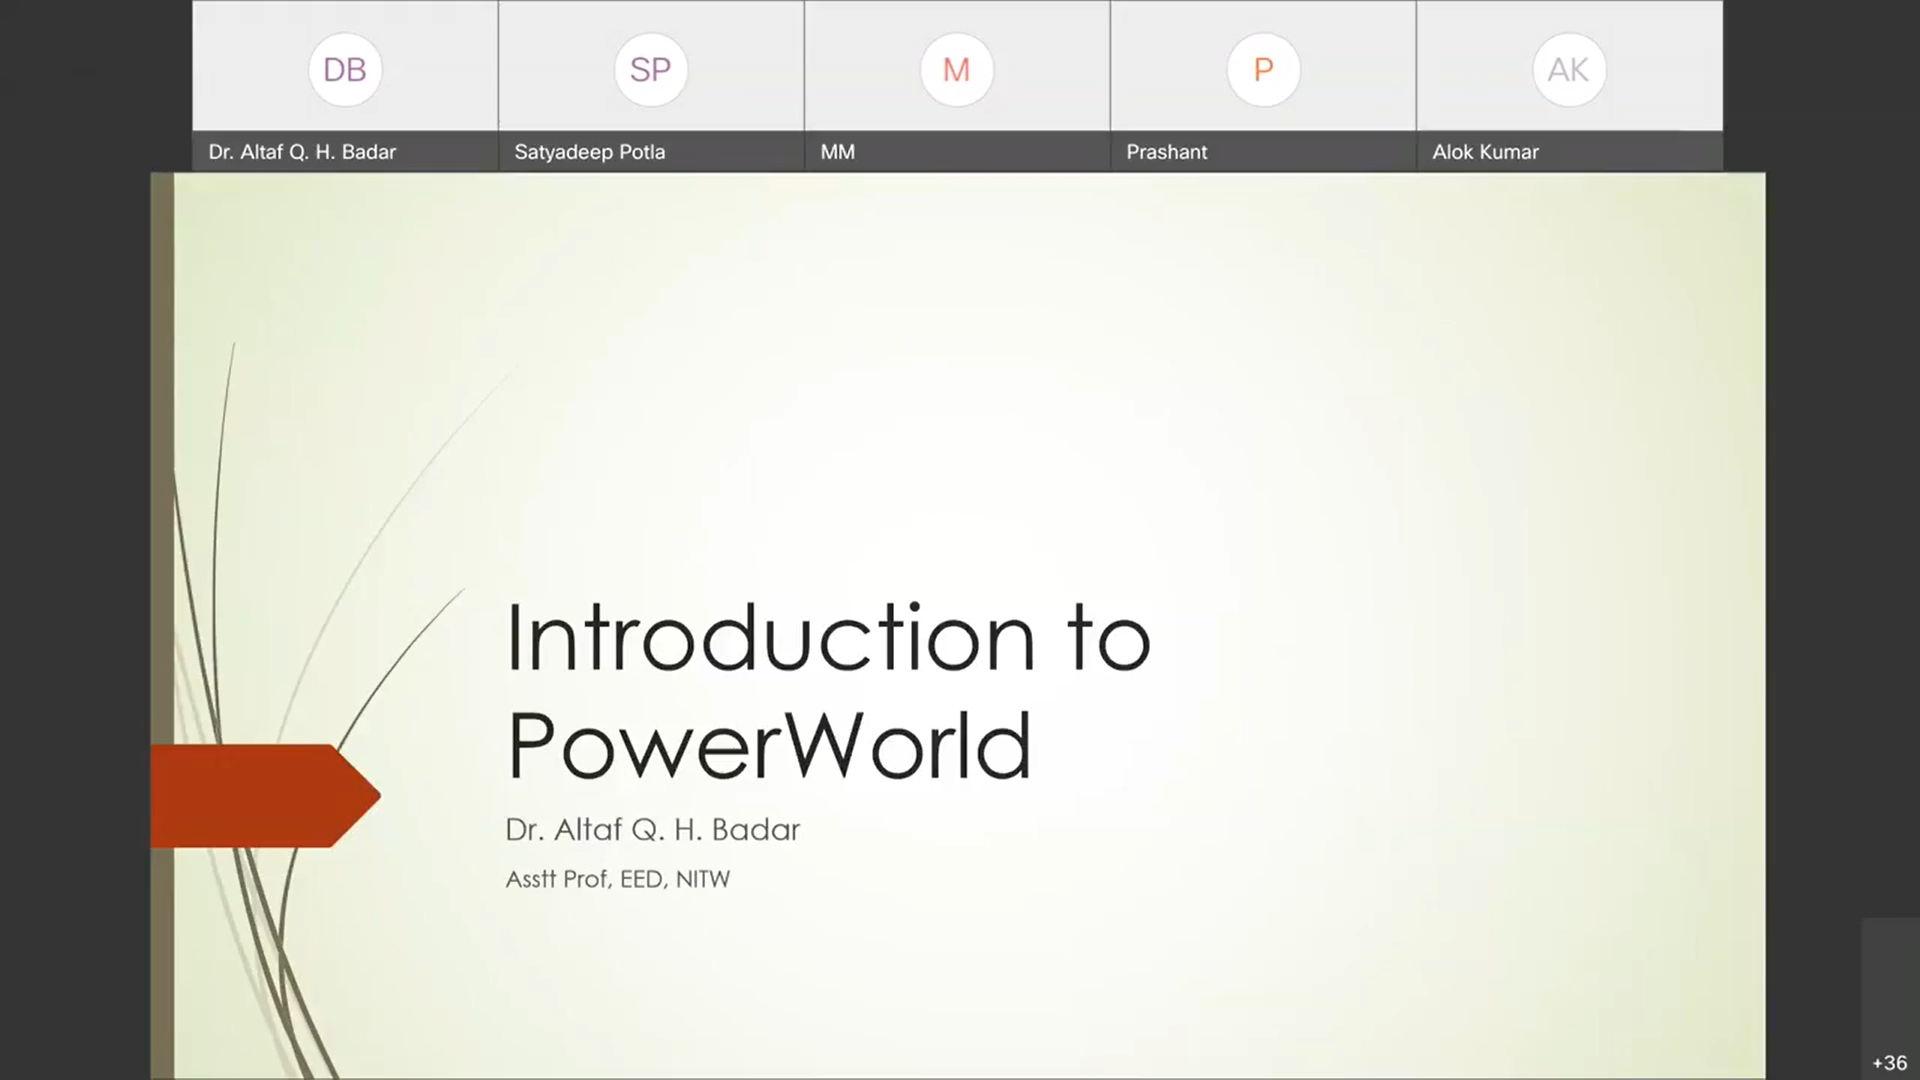 DB
SP
M
P
AK
Dr. Altaf Q. H. Badar
Satyadeep Potla
MM
Prashant
Alok Kumar
Introduction to
PowerWorld
Dr. Altaf Q. H. Badar
Asstt Prof, EED, NITW
+36